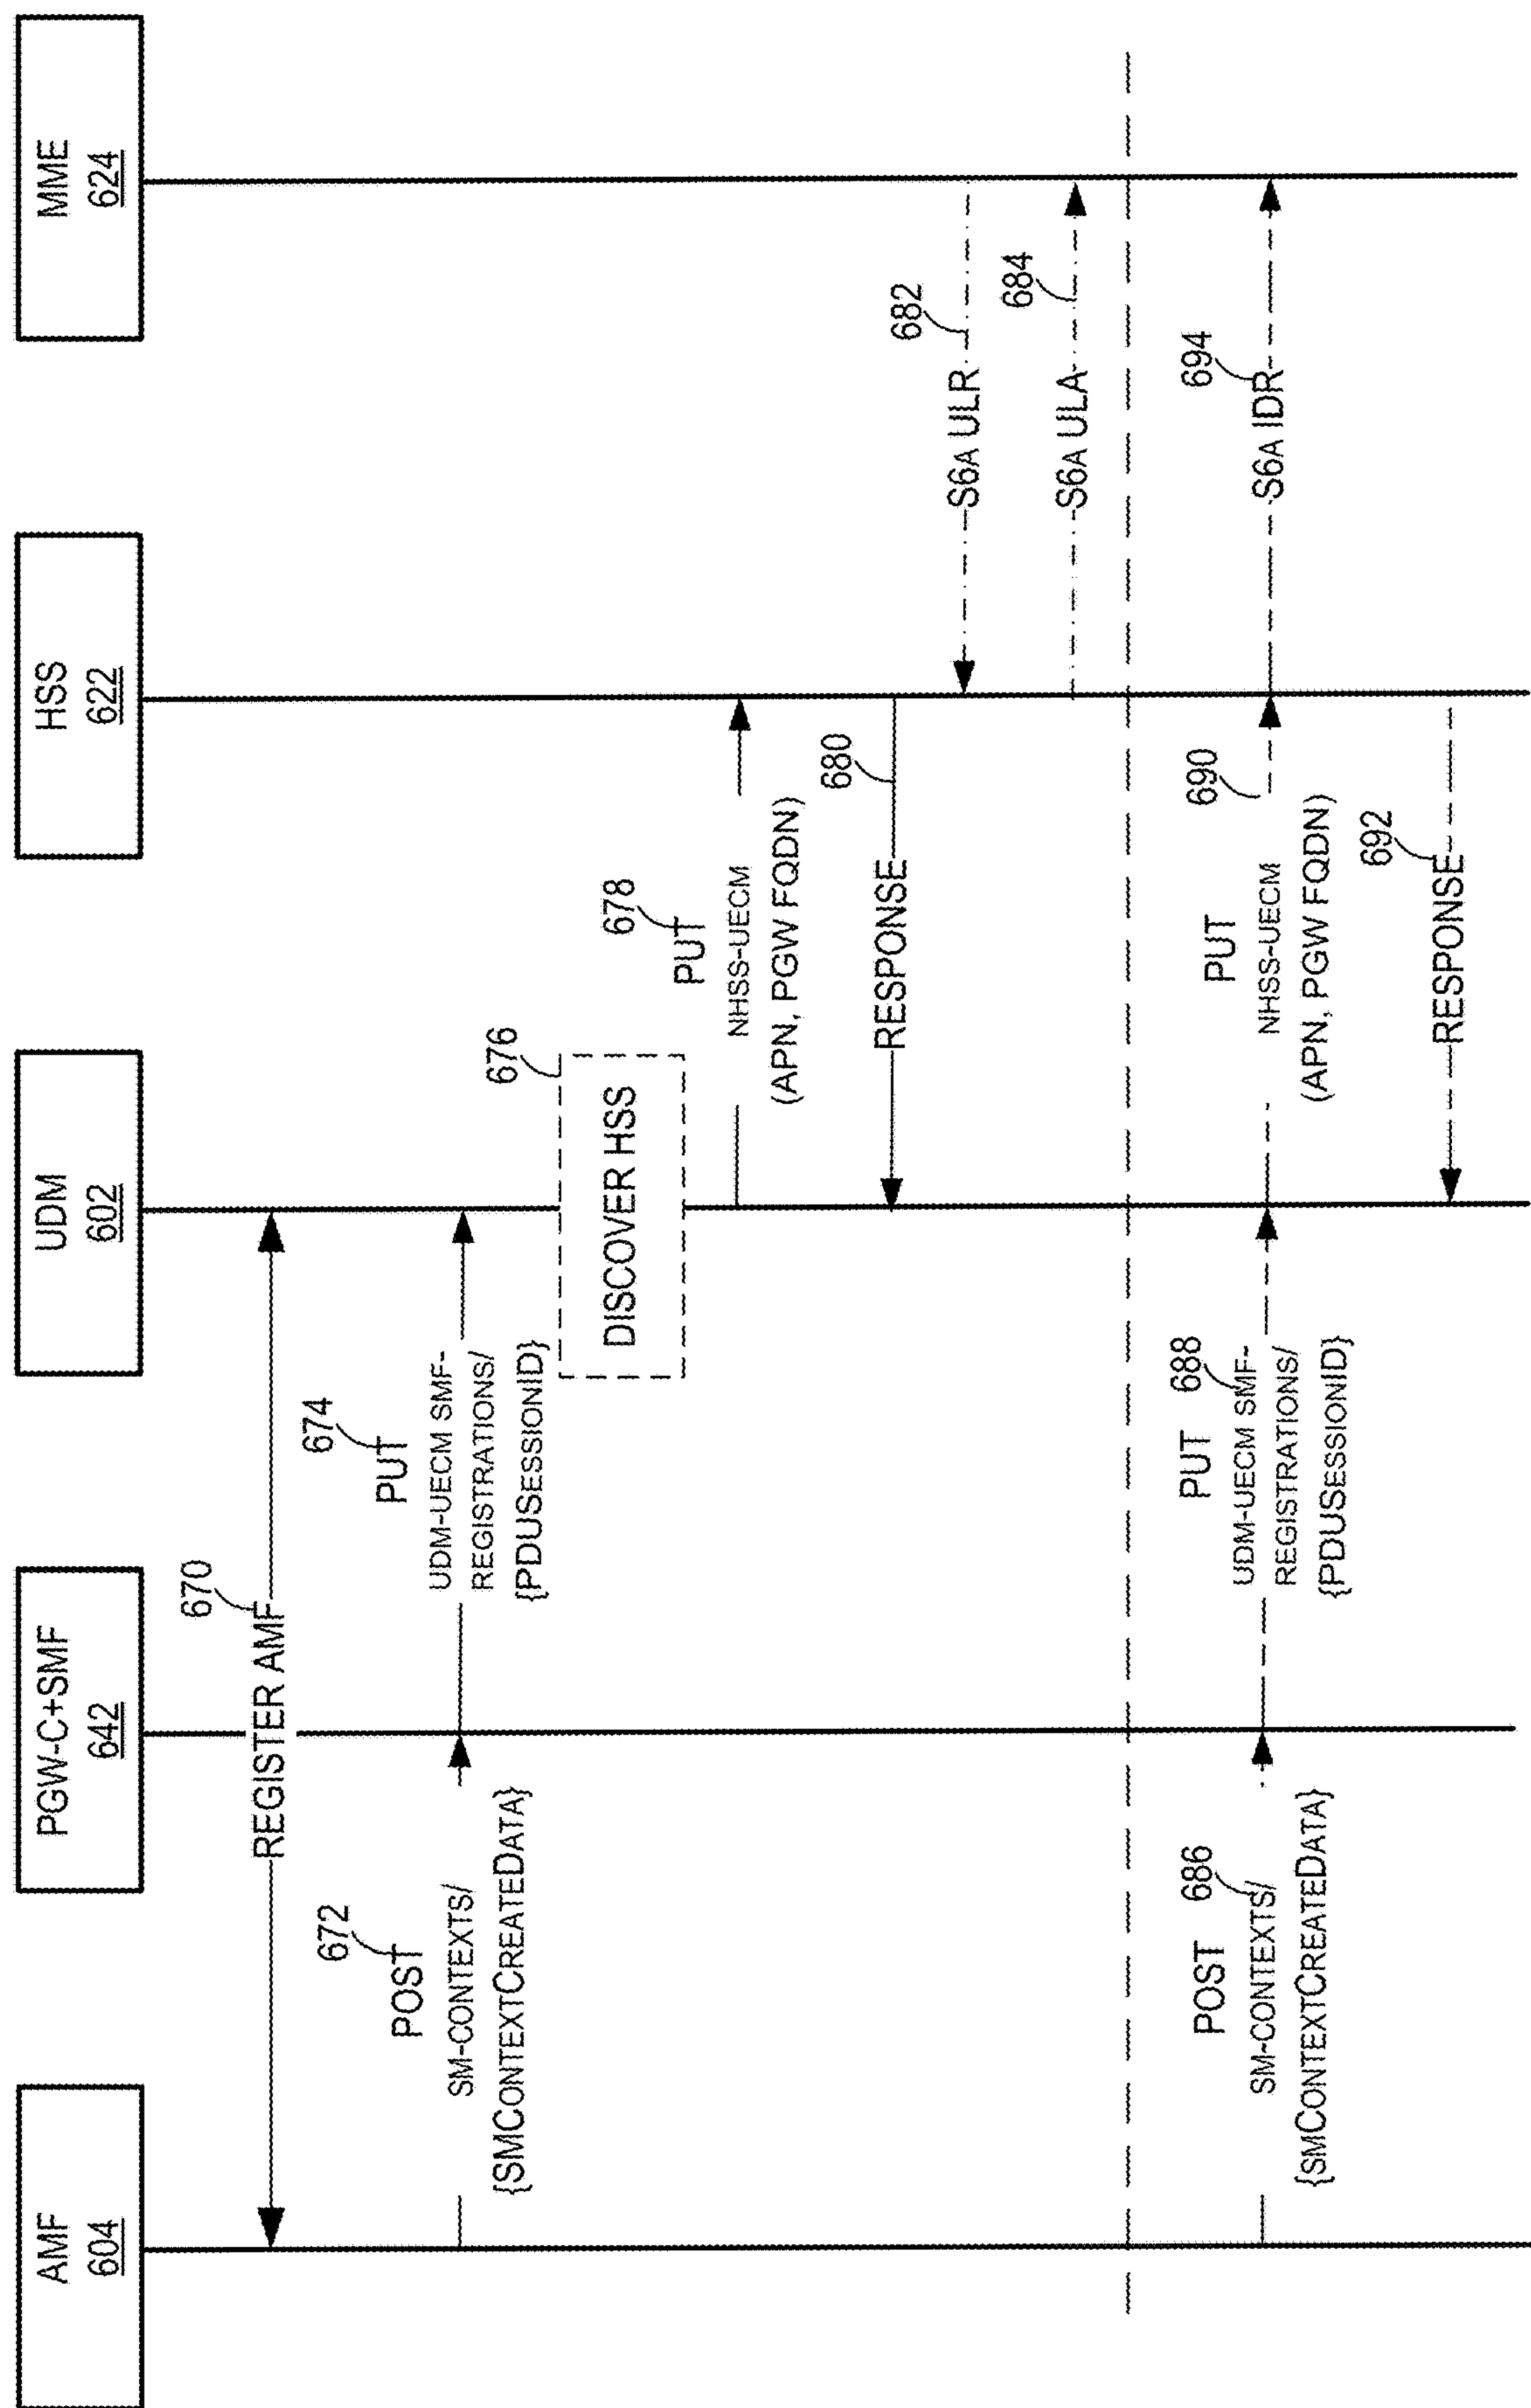 AMF
604
PGW-C+SMF
642
UDM
602
HSS
622
MME
624
670
REGISTER AMF
672
POST
SM-CONTEXTS/
{SMCONTEXTCREATEDATA}
674
PUT
UDM-UECM SMF-
REGISTRATIONS/
{PDUSESSIONID}
676
DISCOVER HSS
678
PUT
NHSS-UECM
(APN, PGW FQDN)
680
RESPONSE
682
S6A ULR
684
S6A ULA
686
POST
SM-CONTEXTS/
{SMCONTEXTCREATEDATA}
688
PUT
UDM-UECM SMF-
REGISTRATIONS/
{PDUSESSIONID}
690
PUT
NHSS-UECM
(APN, PGW FQDN)
694
S6A IDR
692
RESPONSE